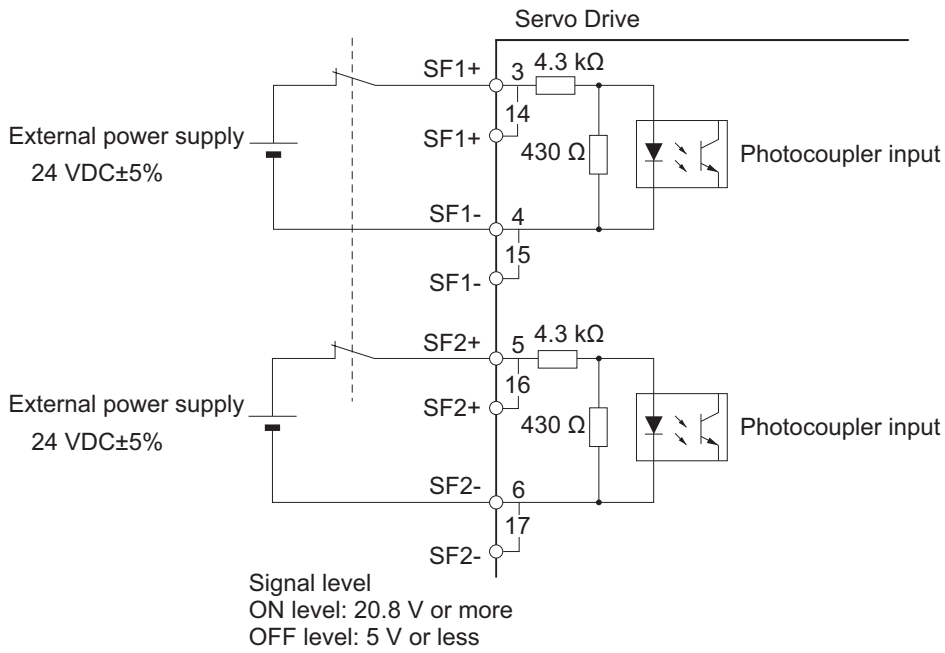 Servo Drive
SF1+
3
4.3 kΩ
14
SF1+
External power supply
24 VDC±5%
430 Ω
Photocoupler input
SF1-
4
15
SF1-
SF2+
5
4.3 kΩ
16
SF2+
External power supply
24 VDC±5%
430 Ω
Photocoupler input
SF2-
6
17
SF2-
Signal level
ON level: 20.8 V or more
OFF level: 5 V or less